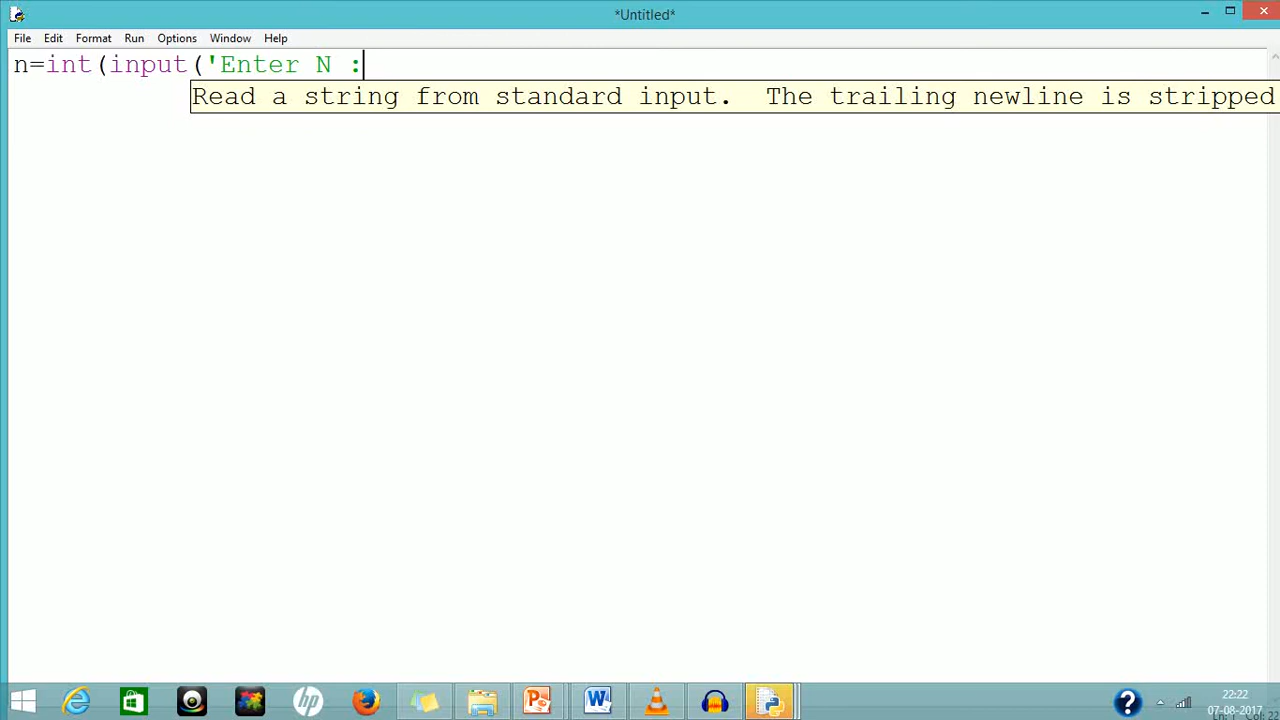 *Untitled*
File Edit Format Run Options Window Help
n=int(input('Enter N :
Read a string from standard input.  The trailing newline is stripped
hp
22:22
07-08-2017